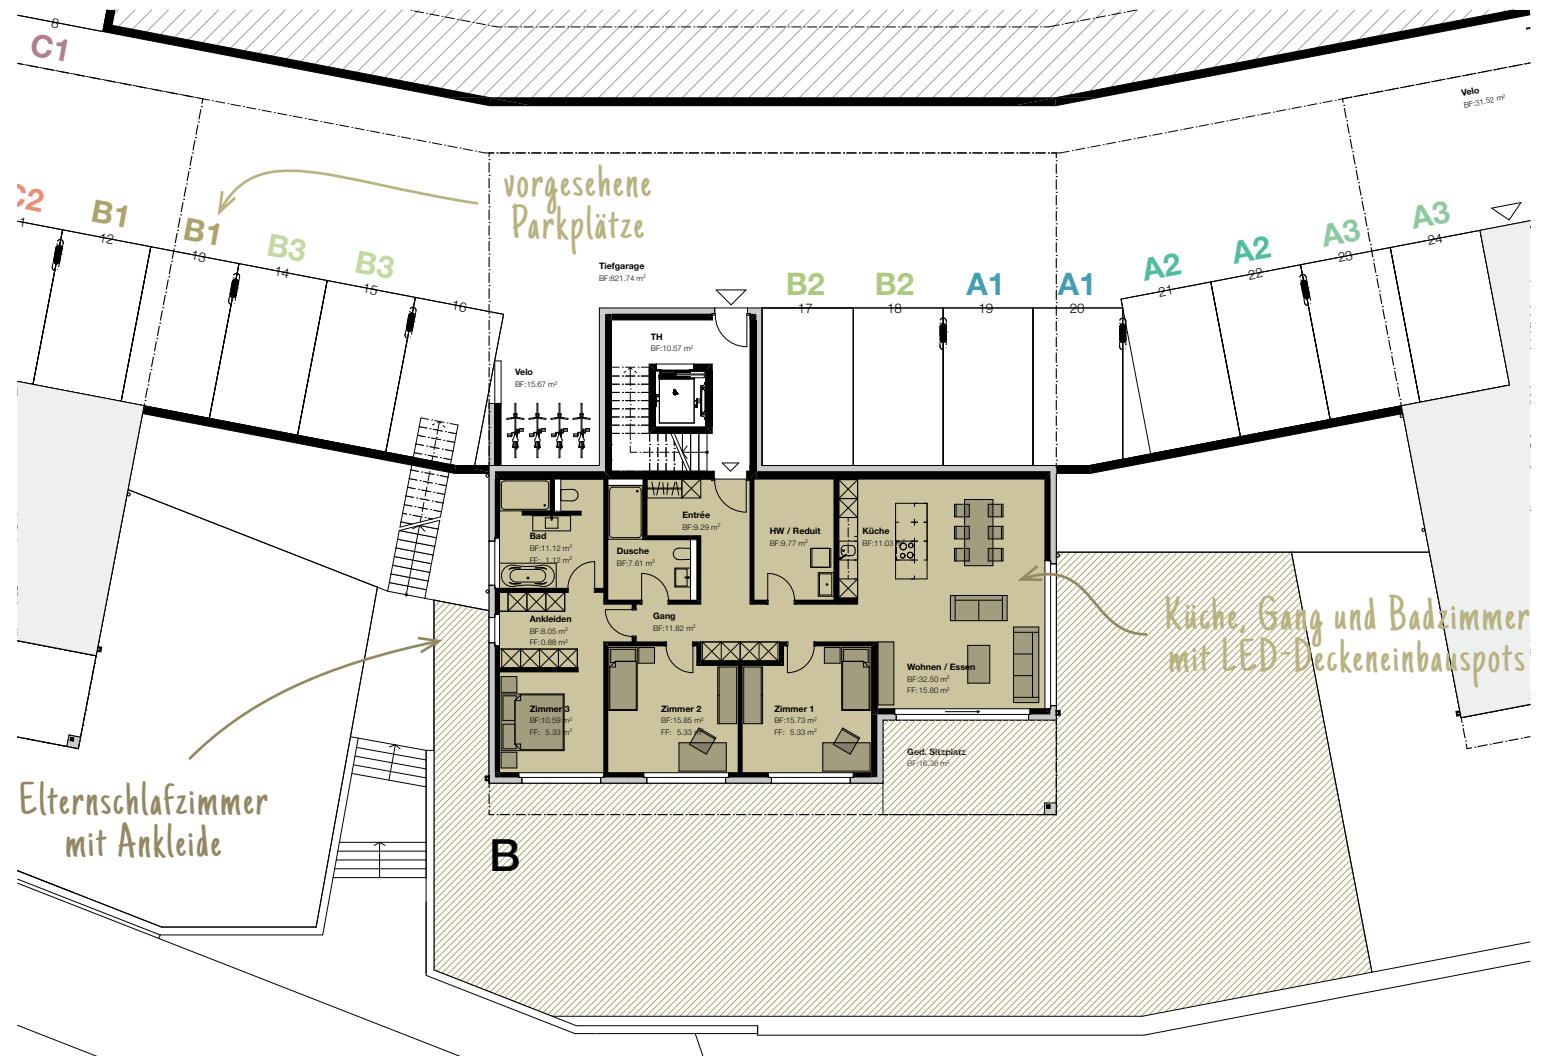 8
C1
Velo
BF:31.52 m²
vorgesehene
Parkplätze
C2
B1
12
B1
13
B3
14
B3
15
16
Tiefgarage
BF:821.74 m²
B2
17
B2
18
A1
19
A1
20
A2
21
A2
22
A3
23
A3
24
TH
BF:10.57 m²
Velo
BF:15.67 m²
Entrée
BF:9.29 m²
Bad
BF:11.12 m²
FF: 1.12 m²
Dusche
BF:7.61 m²
HW / Reduit
BF:9.77 m²
Küche
BF:11.03 m²
Ankleiden
BF:8.05 m²
FF:0.88 m²
Gang
BF:11.82 m²
Küche, Gang und Badzimmer
mit LED-Deckeneinbauspots
Wohnen / Essen
BF:32.50 m²
FF:15.80 m²
Zimmer 3
BF:10.59 m²
FF: 5.33 m²
Zimmer 2
BF:15.85 m²
FF: 5.33 m²
Zimmer 1
BF:15.73 m²
FF: 5.33 m²
Ged. Sitzplatz
BF:16.36 m²
Elternschlafzimmer
mit Ankleide
B